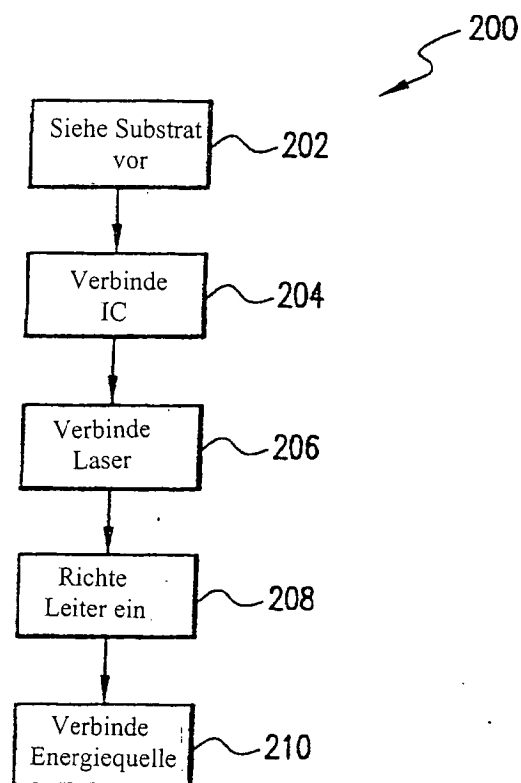 200
Siehe Substrat
vor
202
Verbinde
IC
204
Verbinde
Laser
206
Richte
Leiter ein
208
Verbinde
Energiequelle
210